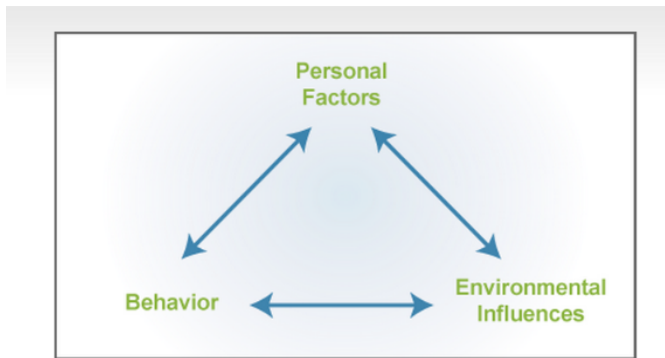 Personal
Factors
Behavior
Environmental
Influences